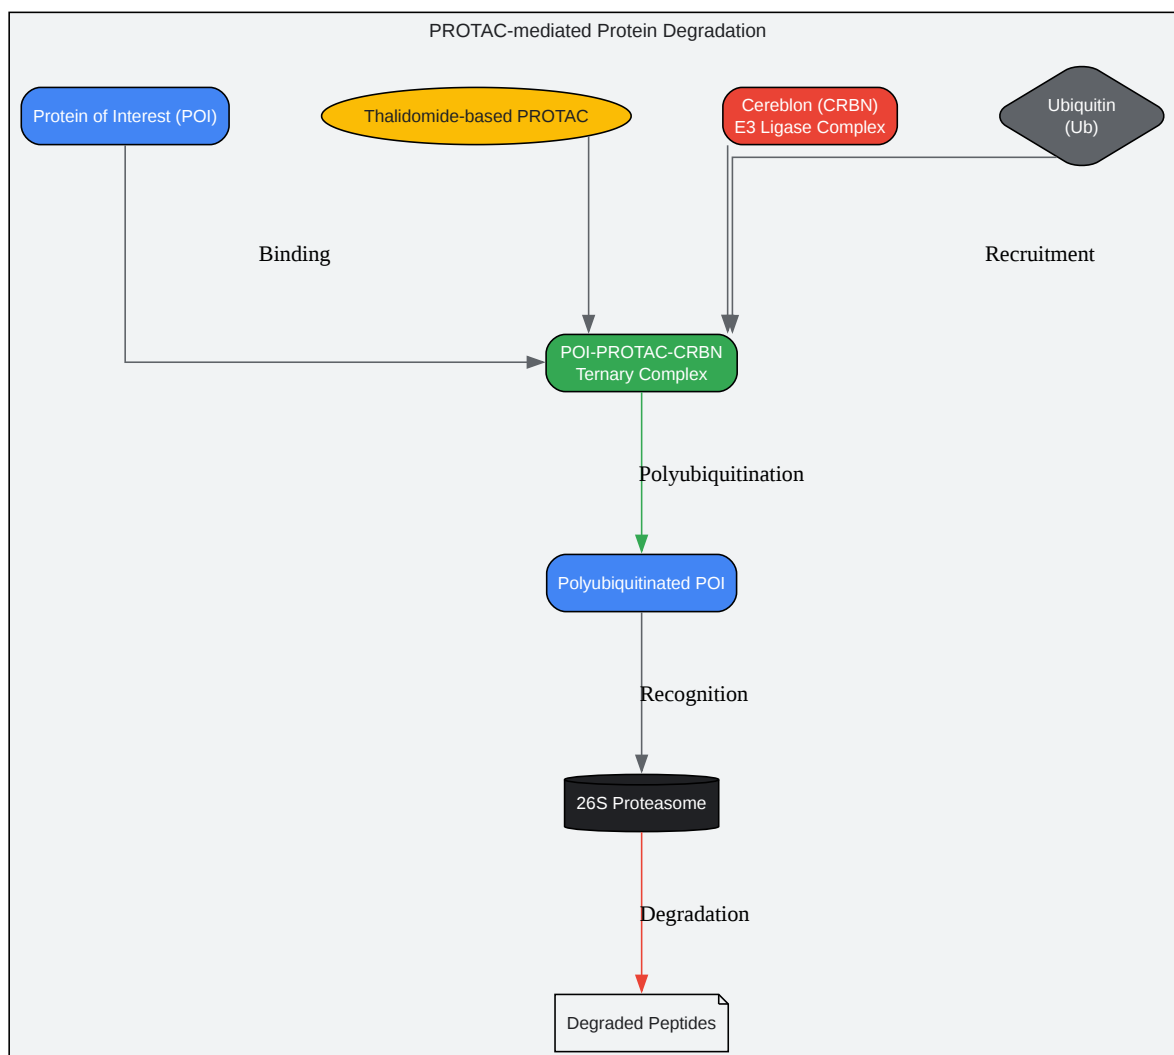 PROTAC-mediated Protein Degradation
Protein of Interest (POI)
Thalidomide-based PROTAC
Cereblon (CRBN)
E3 Ligase Complex
Ubiquitin
(Ub)
Binding
Recruitment
POI-PROTAC-CRBN
Ternary Complex
Polyubiquitination
Polyubiquitinated POI
Recognition
26S Proteasome
Degradation
Degraded Peptides